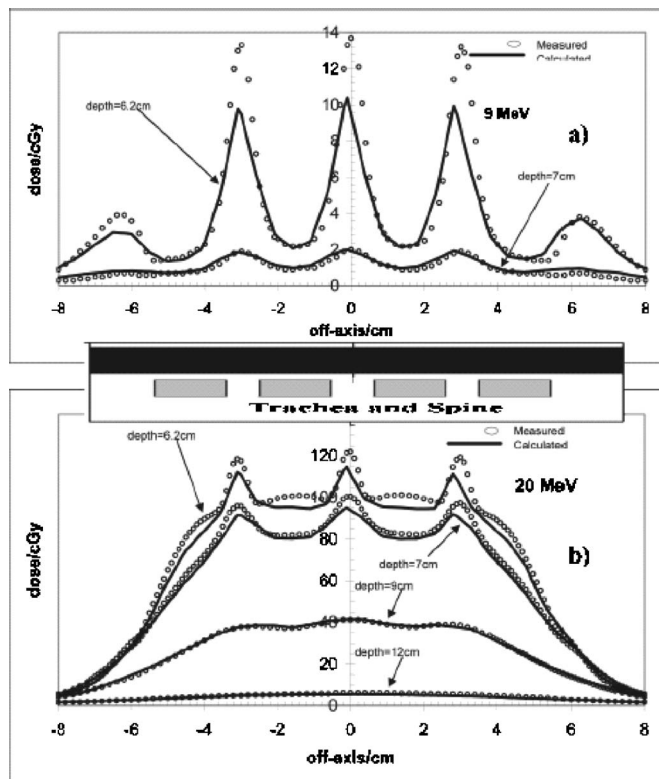 14
12
10
8
6
4
2
0
dose/cGy
Measured
Calculated
depth=6.2cm
9 MeV
a)
depth=7cm
-8 -6 -4 -2 0 2 4 6 8
off-axis/cm
Trachea and Spine
120
100
80
60
40
20
0
dose/cGy
Measured
Calculated
depth=6.2cm
20 MeV
b)
depth=7cm
depth=9cm
depth=12cm
-8 -6 -4 -2 0 2 4 6 8
off-axis/cm